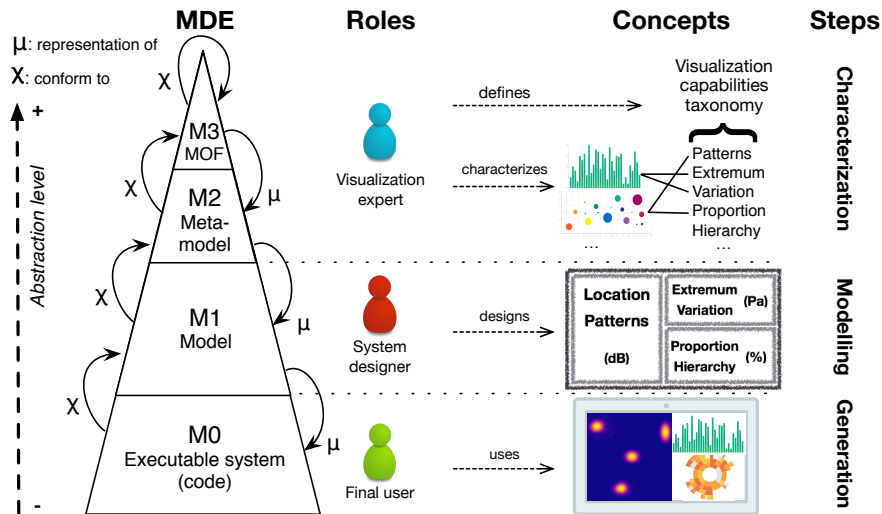 MDE
Roles
Concepts
Steps
μ: representation of
χ: conform to
+
Abstraction level
-
χ
M3
MOF
χ
μ
M2
Meta-
model
χ
μ
M1
Model
χ
μ
M0
Executable system
(code)
Visualization
expert
defines
characterizes
Visualization
capabilities
taxonomy
Patterns
Extremum
Variation
Proportion
Hierarchy
...
...
Characterization
System
designer
designs
Location
Patterns
(dB)
Extremum
Variation
(Pa)
Proportion
Hierarchy
(%)
Modelling
Final user
uses
Generation